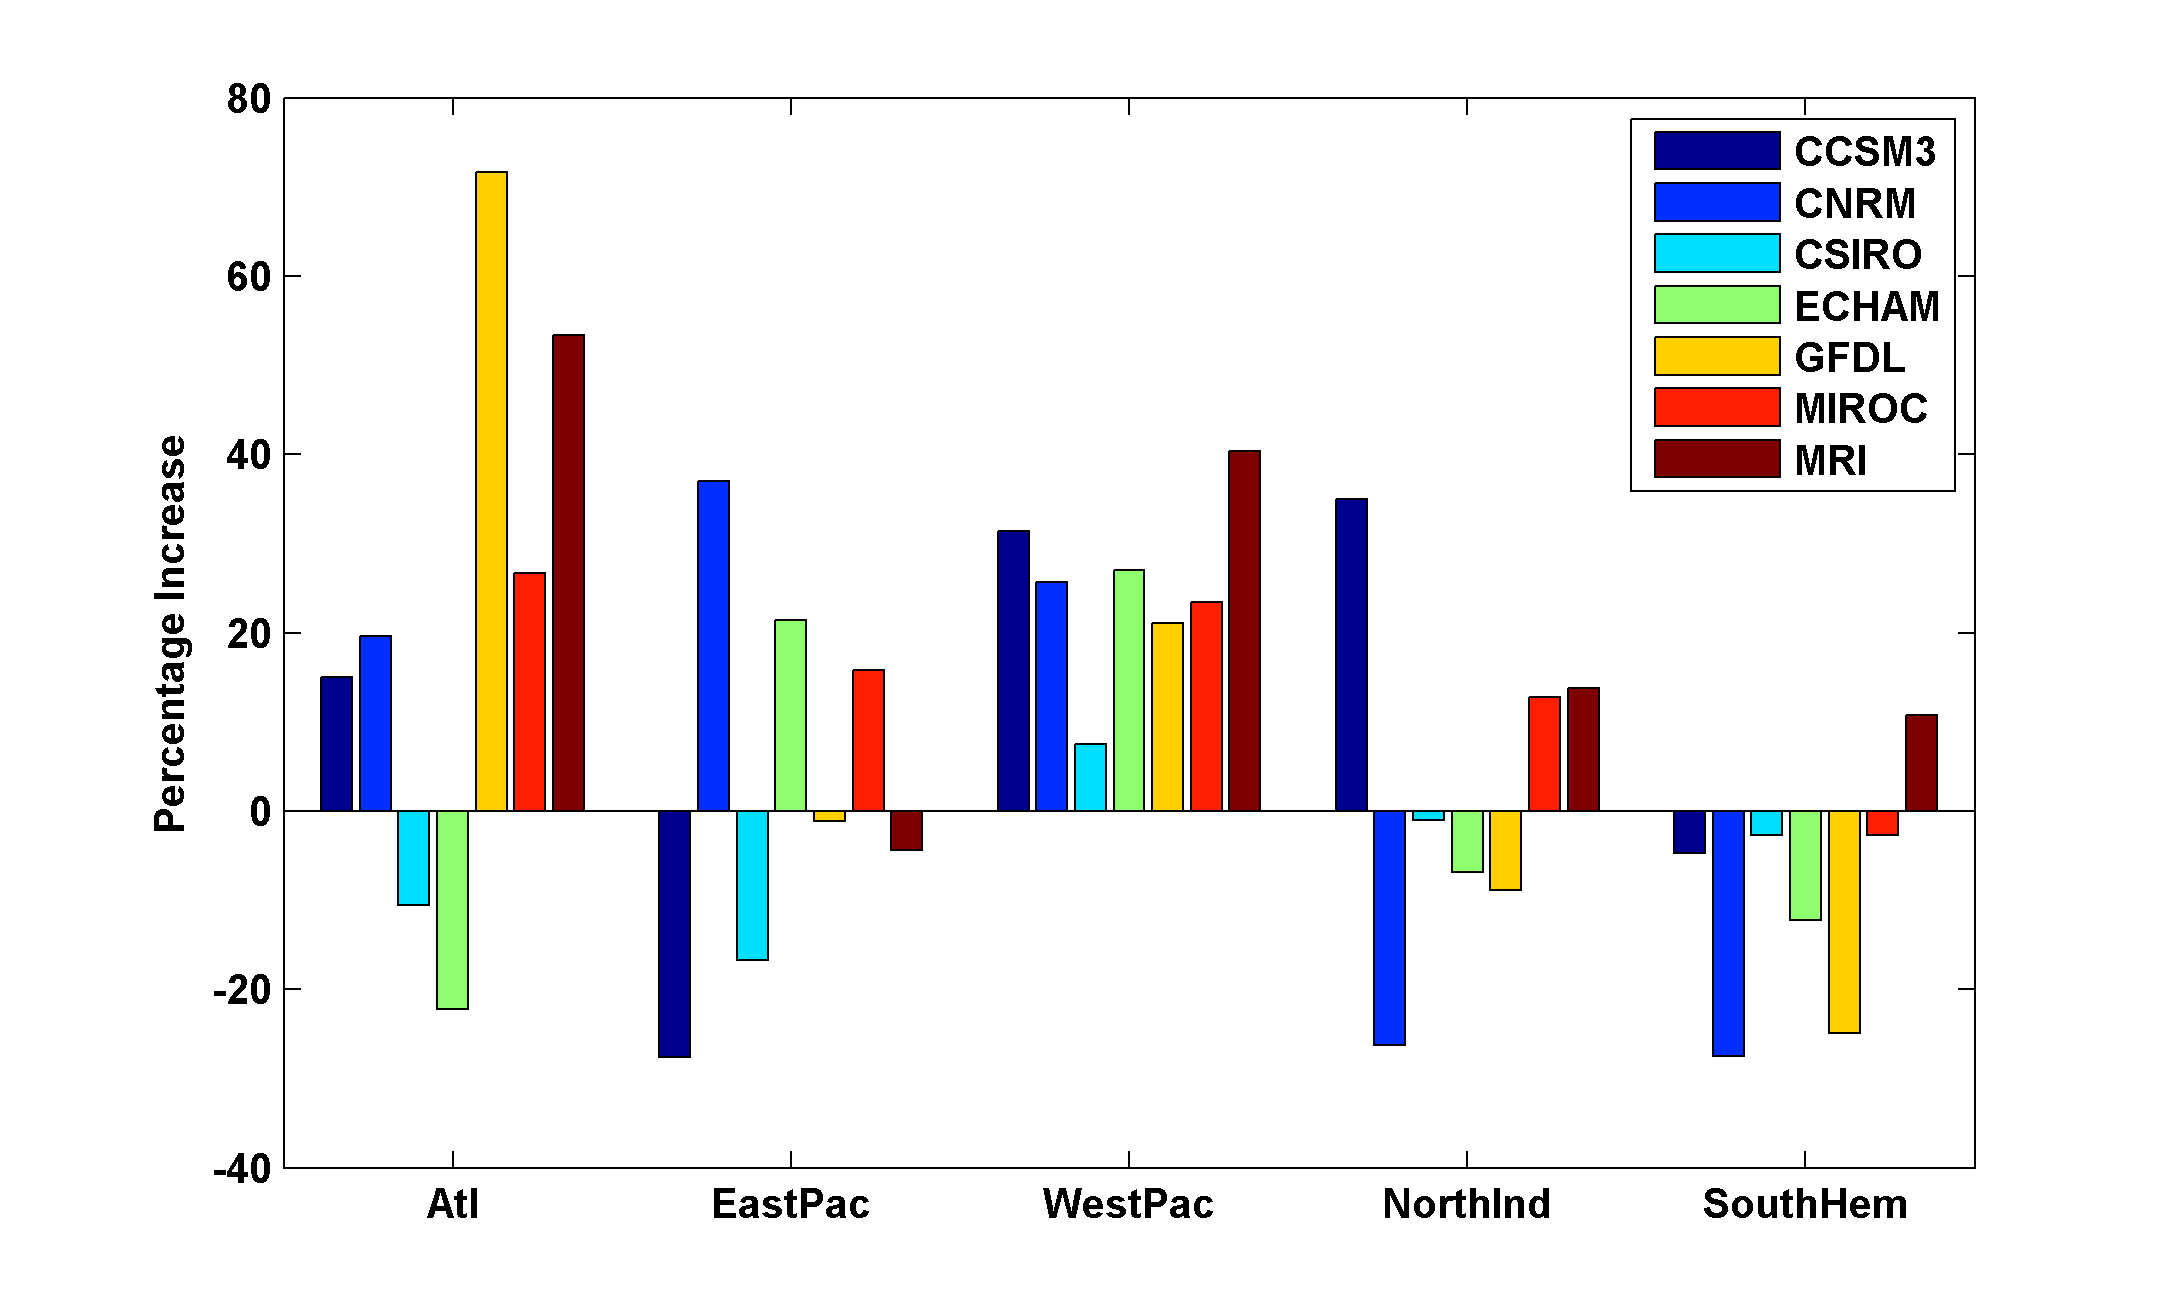 Percentage Increase
80
60
40
20
0
-20
-40
Atl EastPac WestPac NorthInd SouthHem
CCSM3
CNRM
CSIRO
ECHAM
GFDL
MIROC
MRI